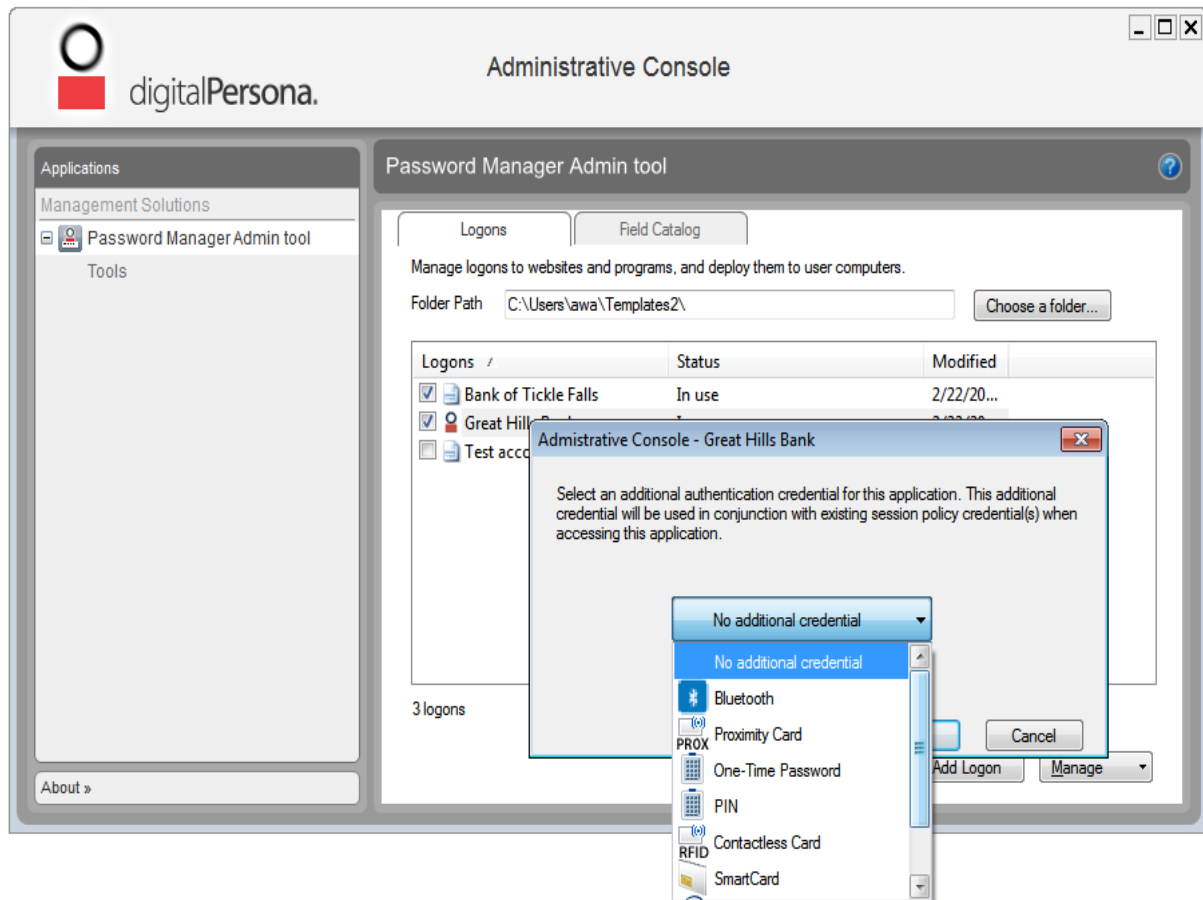 digitalPersona.
Administrative Console
Applications
Management Solutions
Password Manager Admin tool
Tools
About »
Password Manager Admin tool
?
Logons
Field Catalog
Manage logons to websites and programs, and deploy them to user computers.
Folder Path
C:\Users\awa\Templates2\
Choose a folder...
Logons
Status
Modified
Bank of Tickle Falls
In use
2/22/20...
Great Hill
Test acco
Admistrative Console - Great Hills Bank
Select an additional authentication credential for this application. This additional
credential will be used in conjunction with existing session policy credential(s) when
accessing this application.
No additional credential
No additional credential
Bluetooth
PROX Proximity Card
One-Time Password
PIN
RFID Contactless Card
SmartCard
Cancel
3 logons
Add Logon
Manage